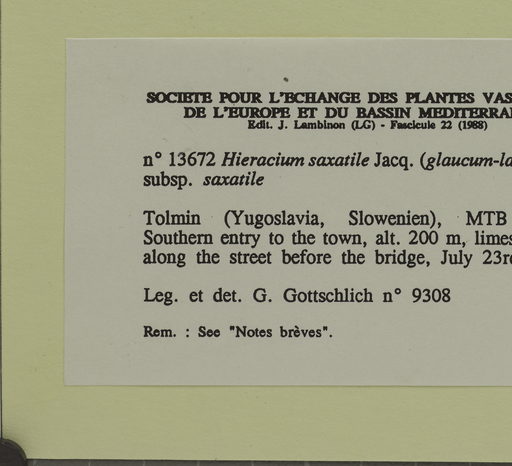 SOCIETE POUR L'ECHANGE DES PLANTES VAS
DE L'EUROPE ET DU BASSIN MEDITERRA
Edit. J. Lambinon (LG) - Fascicule 22 (1988)
n° 13672 Hieracium saxatile Jacq. (glaucum-la
subsp. saxatile
Tolmin (Yugoslavia, Slowenien), MTB
Southern entry to the town, alt. 200 m, limes
along the street before the bridge, July 23r
Leg. et det. G. Gottschlich n° 9308
Rem. : See "Notes brèves".